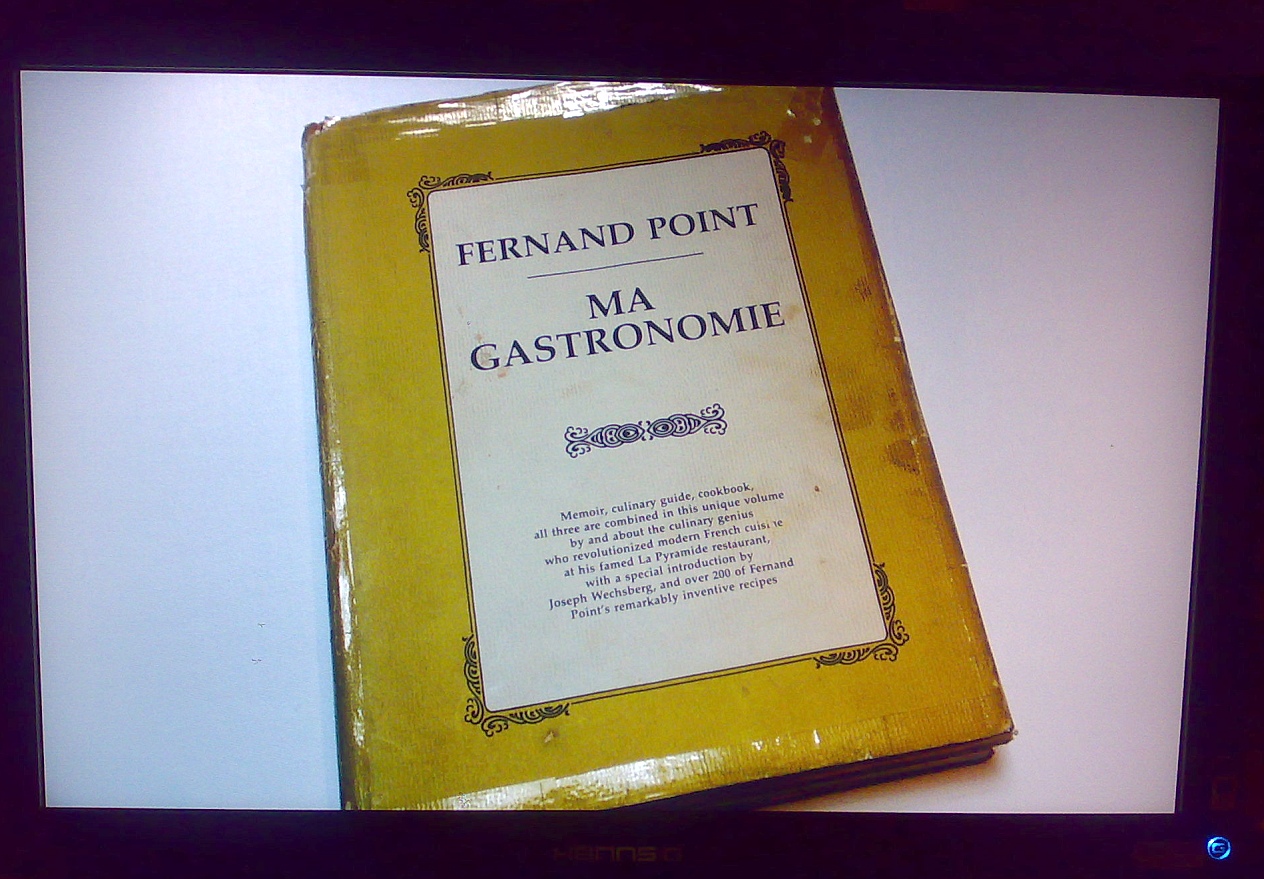 FERNAND POINT
MA
GASTRONOMIE
Memoir, culinary guide, cookbook,
all three are combined in this unique volume
by and about the culinary genius
who revolutionized modern French cuisine
at his famed La Pyramide restaurant,
with a special introduction by
Joseph Wechsberg, and over 200 of Fernand
Point's remarkably inventive recipes
HANNS.G